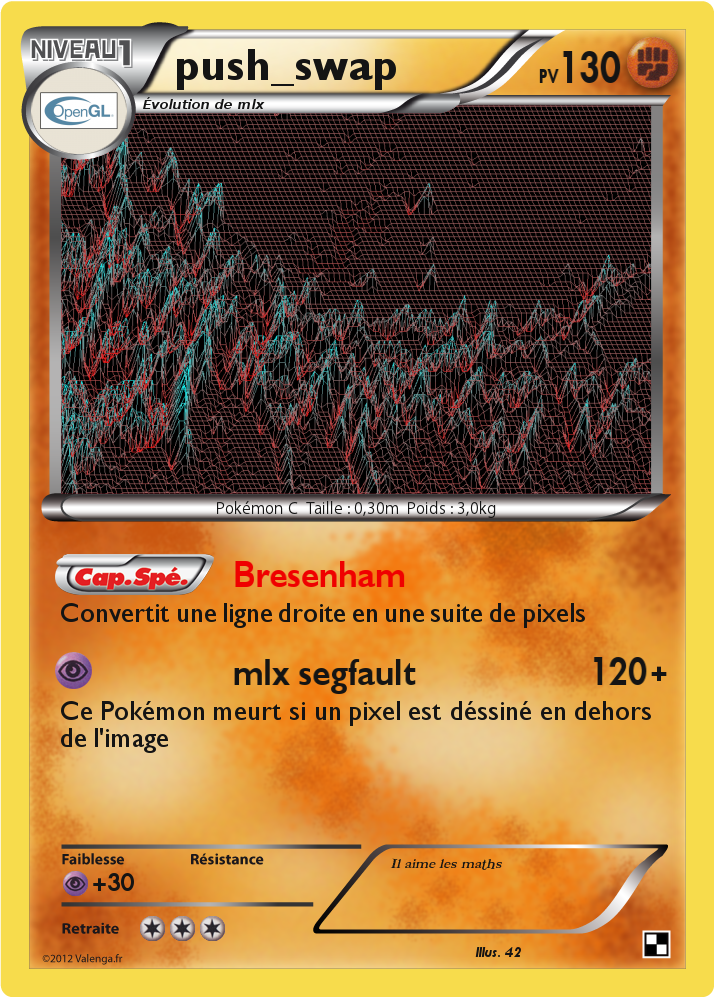 NIVEAU1
push_swap
PV130
OpenGL
Évolution de mlx
Pokémon C Taille : 0,30m Poids : 3,0kg
Cap.Spé. Bresenham
Convertit une ligne droite en une suite de pixels
mlx segfault 120+
Ce Pokémon meurt si un pixel est déssiné en dehors
de l'image
Faiblesse Résistance
+30
Il aime les maths
Retraite
Illus. 42
©2012 Valenga.fr